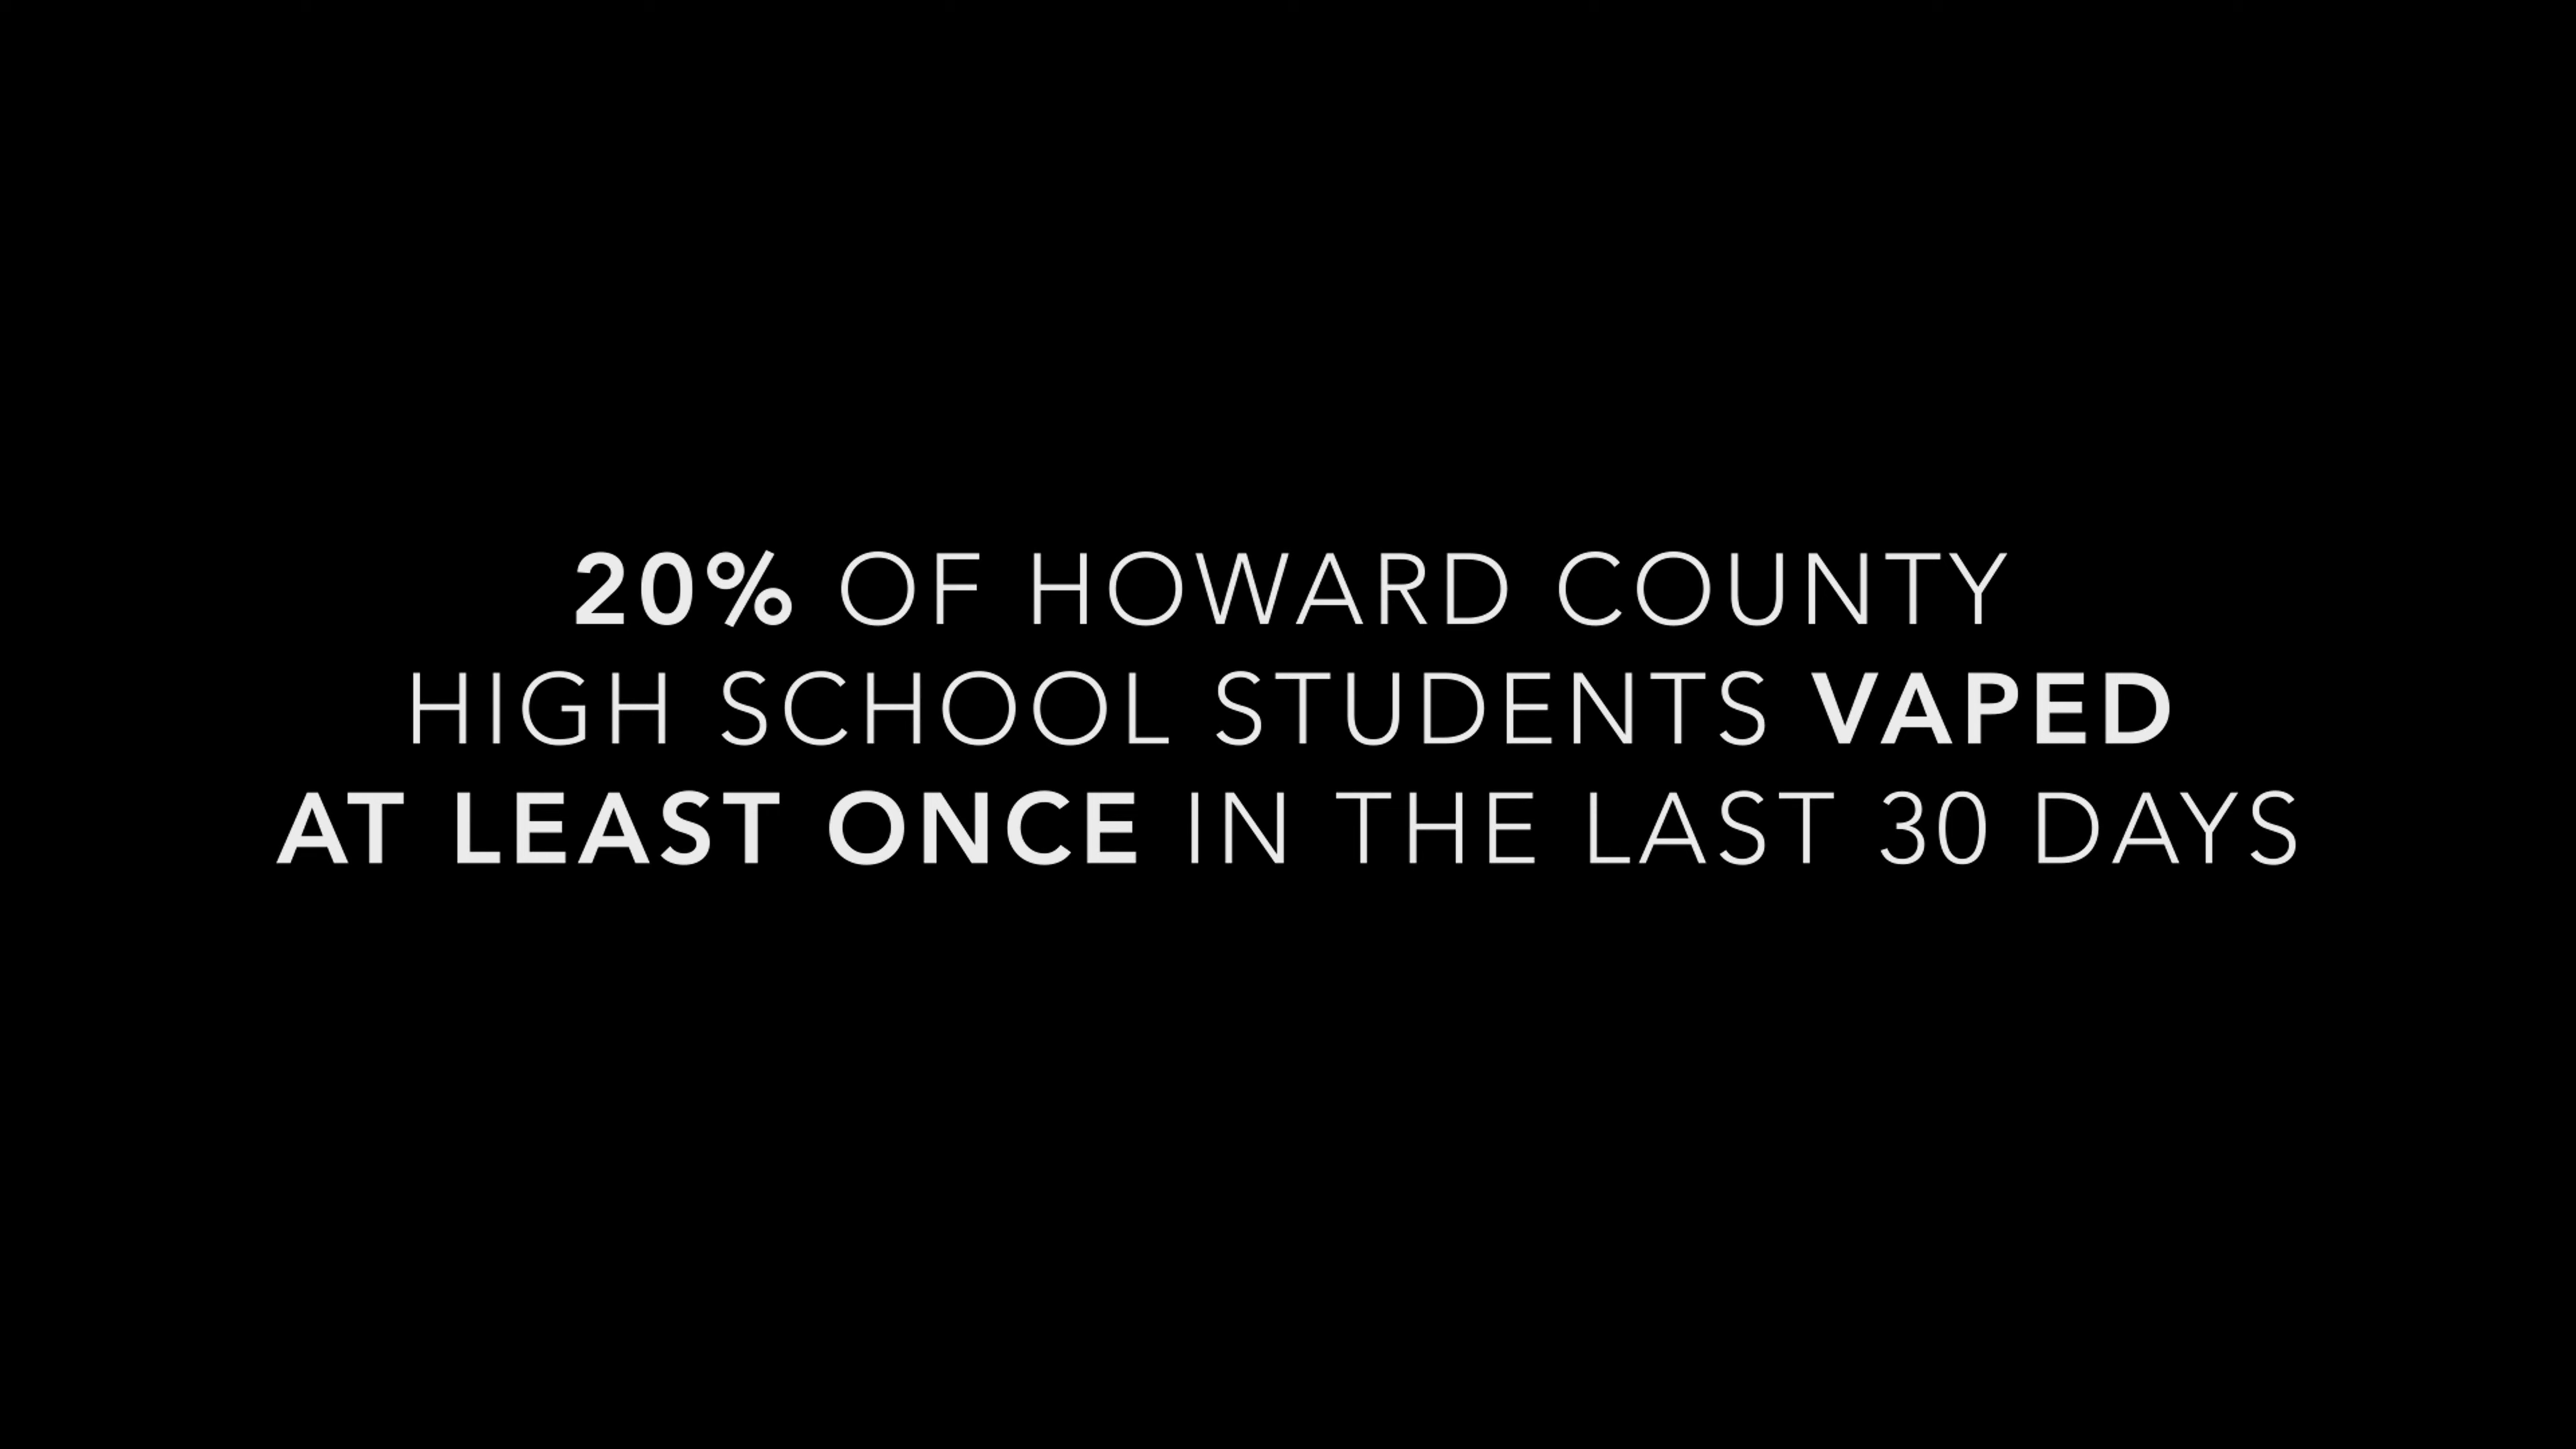 20% OF HOWARD COUNTY
HIGH SCHOOL STUDENTS VAPED
AT LEAST ONCE IN THE LAST 30 DAYS